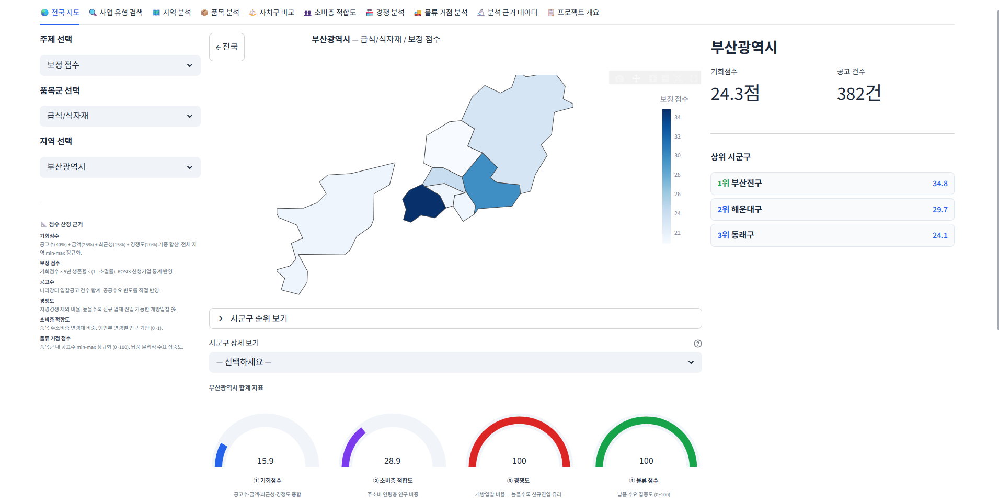 전국 지도
사업 유형 검색
지역 분석
품목 분석
자치구 비교
소비층 적합도
경쟁 분석
물류 거점 분석
분석 근거 데이터
프로젝트 개요
주제 선택
보정 점수
품목군 선택
급식/식자재
지역 선택
부산광역시
점수 산정 근거
기회점수
공고수(40%) + 금액(25%) + 최근성(15%) + 경쟁도(20%) 가중 합산. 전체 지
역 min-max 정규화.
보정 점수
기회점수 × 5년 생존율 × (1 - 소멸률). KOSIS 신생기업 통계 반영.
공고수
나라장터 입찰공고 건수 합계. 공공수요 빈도를 직접 반영.
경쟁도
지명경쟁 제외 비율. 높을수록 신규 업체 진입 가능한 개방입찰 多.
소비층 적합도
품목 주소비층 연령대 비중. 행안부 연령별 인구 기반 (0~1).
물류 거점 점수
품목군 내 공고수 min-max 정규화 (0~100). 납품 물리적 수요 집중도.
← 전국
부산광역시 — 급식/식자재 / 보정 점수
보정 점수
34
32
30
28
26
24
22
시군구 순위 보기
시군구 상세 보기
— 선택하세요 —
부산광역시 합계 지표
15.9
28.9
100
100
① 기회점수
② 소비층 적합도
③ 경쟁도
④ 물류 점수
공고수·금액·최근성·경쟁도 종합
주소비 연령층 인구 비중
개방입찰 비율 — 높을수록 신규진입 유리
납품 수요 집중도 (0~100)
부산광역시
기회점수
공고 건수
24.3점
382건
상위 시군구
1위 부산진구 34.8
2위 해운대구 29.7
3위 동래구 24.1